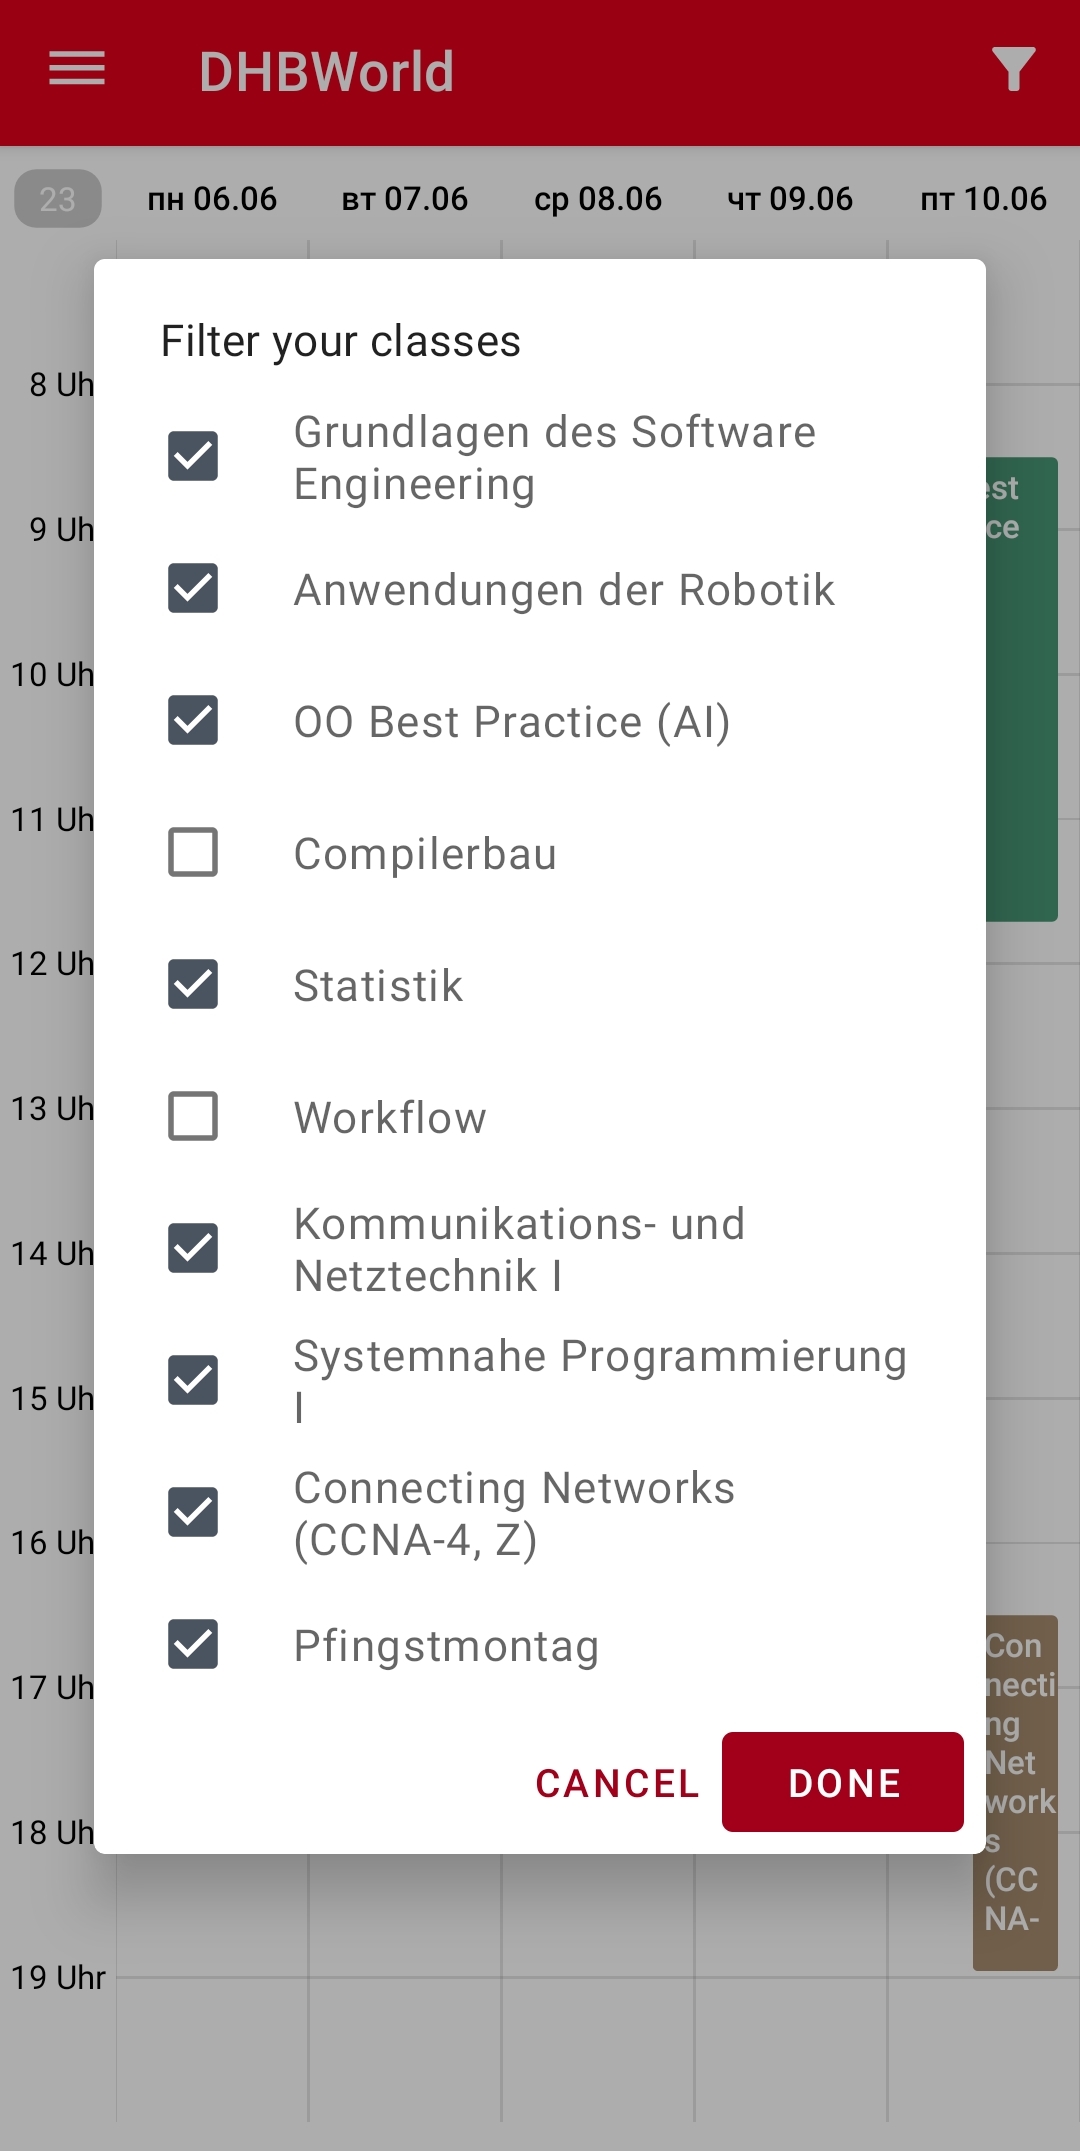 DHBWorld
23 пн 06.06 вт 07.06 ср 08.06 чт 09.06 пт 10.06
Filter your classes
8 Uh
Grundlagen des Software
Engineering
est
ce
9 Uh
Anwendungen der Robotik
10 Uh
OO Best Practice (AI)
11 Uh
Compilerbau
12 Uh
Statistik
13 Uh
Workflow
14 Uh
Kommunikations- und
Netztechnik I
15 Uh
Systemnahe Programmierung
I
16 Uh
Connecting Networks
(CCNA-4, Z)
17 Uh
Pfingstmontag
CANCEL DONE
Con
necti
ng
Net
work
s
(CC
NA-
18 Uh
19 Uhr